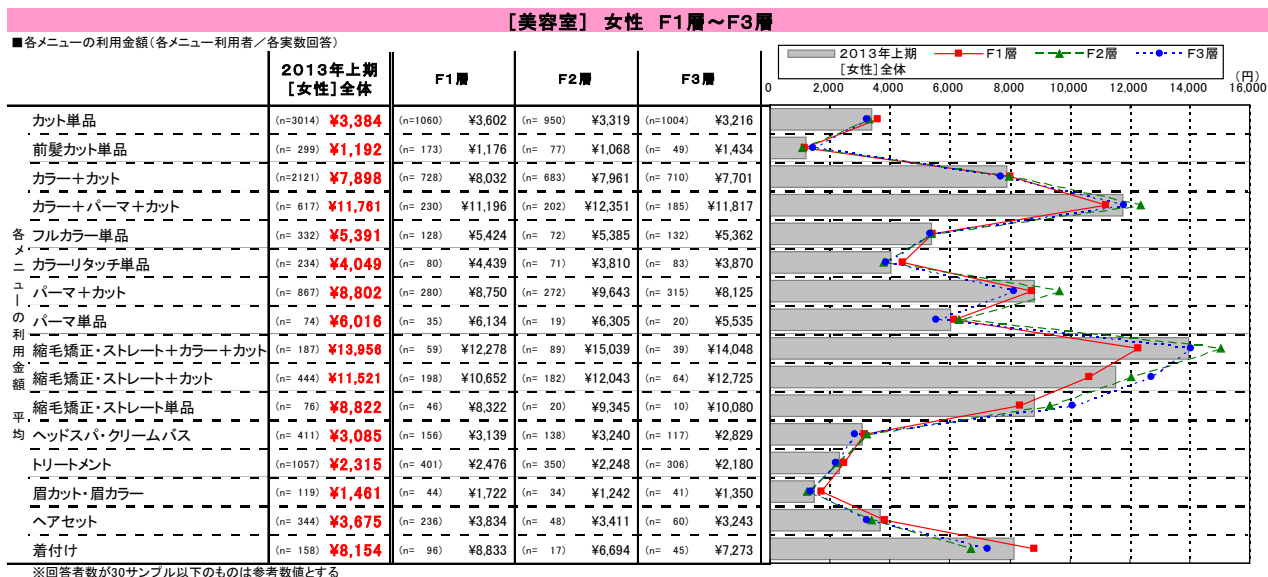 [美容室] 女性 F1層～F3層
■各メニューの利用金額(各メニュー利用者／各実数回答)
2013年上期 [女性]全体 F1層 F2層 F3層
2013年上期 [女性]全体 F1層 F2層 F3層
(円)
0 2,000 4,000 6,000 8,000 10,000 12,000 14,000 16,000
各メニューの利用金額 平均
カット単品 (n=3014) ¥3,384 (n=1060) ¥3,602 (n= 950) ¥3,319 (n=1004) ¥3,216
前髪カット単品 (n= 299) ¥1,192 (n= 173) ¥1,176 (n= 77) ¥1,068 (n= 49) ¥1,434
カラー＋カット (n=2121) ¥7,898 (n= 728) ¥8,032 (n= 683) ¥7,961 (n= 710) ¥7,701
カラー＋パーマ＋カット (n= 617) ¥11,761 (n= 230) ¥11,196 (n= 202) ¥12,351 (n= 185) ¥11,817
フルカラー単品 (n= 332) ¥5,391 (n= 128) ¥5,424 (n= 72) ¥5,385 (n= 132) ¥5,362
カラーリタッチ単品 (n= 234) ¥4,049 (n= 80) ¥4,439 (n= 71) ¥3,810 (n= 83) ¥3,870
パーマ＋カット (n= 867) ¥8,802 (n= 280) ¥8,750 (n= 272) ¥9,643 (n= 315) ¥8,125
パーマ単品 (n= 74) ¥6,016 (n= 35) ¥6,134 (n= 19) ¥6,305 (n= 20) ¥5,535
縮毛矯正・ストレート＋カラー＋カット (n= 187) ¥13,956 (n= 59) ¥12,278 (n= 89) ¥15,039 (n= 39) ¥14,048
縮毛矯正・ストレート＋カット (n= 444) ¥11,521 (n= 198) ¥10,652 (n= 182) ¥12,043 (n= 64) ¥12,725
縮毛矯正・ストレート単品 (n= 76) ¥8,822 (n= 46) ¥8,322 (n= 20) ¥9,345 (n= 10) ¥10,080
ヘッドスパ・クリームバス (n= 411) ¥3,085 (n= 156) ¥3,139 (n= 138) ¥3,240 (n= 117) ¥2,829
トリートメント (n=1057) ¥2,315 (n= 401) ¥2,476 (n= 350) ¥2,248 (n= 306) ¥2,180
眉カット・眉カラー (n= 119) ¥1,461 (n= 44) ¥1,722 (n= 34) ¥1,242 (n= 41) ¥1,350
ヘアセット (n= 344) ¥3,675 (n= 236) ¥3,834 (n= 48) ¥3,411 (n= 60) ¥3,243
着付け (n= 158) ¥8,154 (n= 96) ¥8,833 (n= 17) ¥6,694 (n= 45) ¥7,273
※回答者数が30サンプル以下のものは参考数値とする